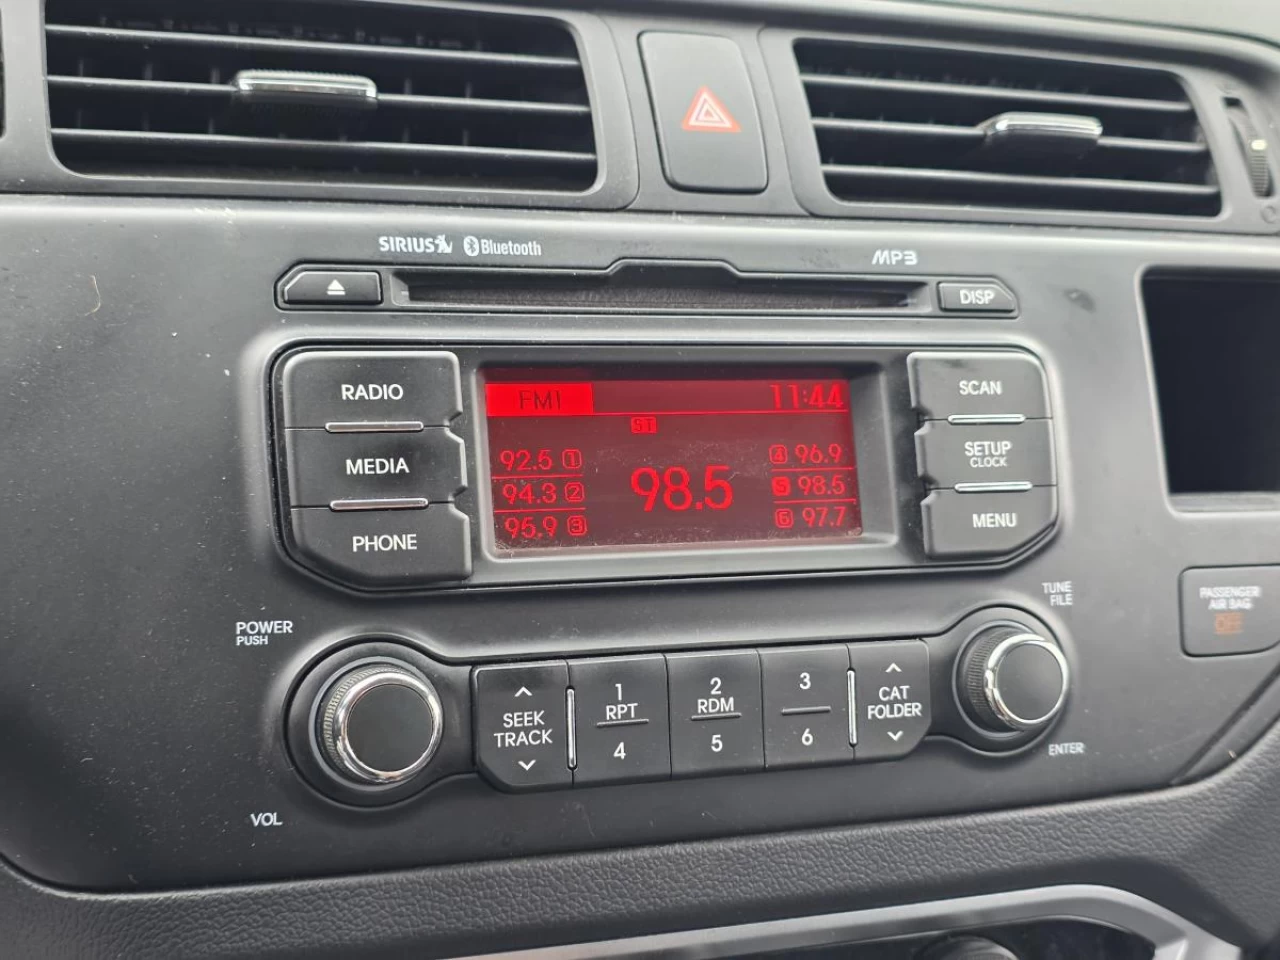 SIRIUS Bluetooth
MP3
DISP
RADIO
MEDIA
PHONE
FM1 11:44
ST
92.5 1
94.3 2
95.9 3
98.5
4 96.9
5 98.5
6 97.7
SCAN
SETUP
CLOCK
MENU
POWER
PUSH
VOL
SEEK
TRACK
1
RPT
4
2
RDM
5
3
6
CAT
FOLDER
TUNE
FILE
ENTER
PASSENGER
AIR BAG
OFF